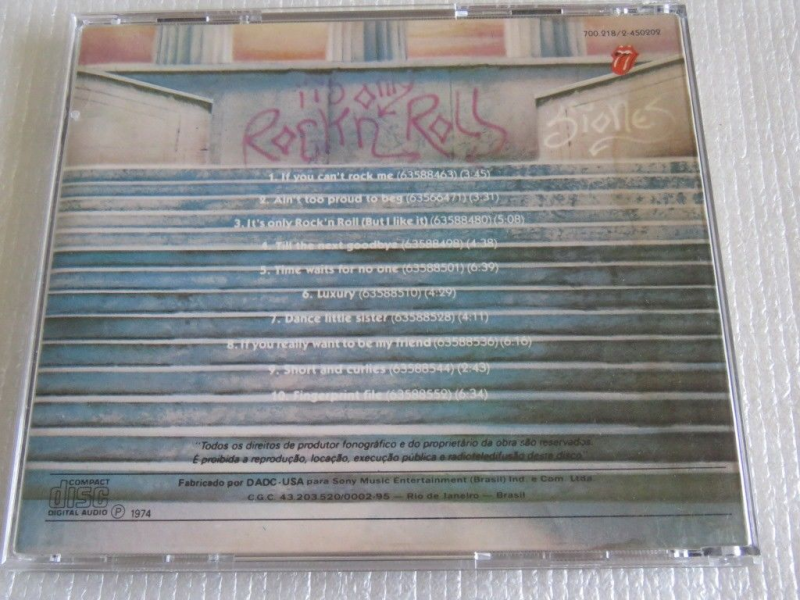 700.218/2-450202
it's only
Rock'n Roll
Stones
1. If you can't rock me (63588463) (3:45)
2. Ain't too proud to beg (63588471) (3:31)
3. It's only Rock'n Roll (But I like it) (63588480) (5:08)
4. Till the next goodbye (63588498) (4:38)
5. Time waits for no one (63588501) (6:39)
6. Luxury (63588510) (4:29)
7. Dance little sister (63588528) (4:11)
8. If you really want to be my friend (63588536) (6:16)
9. Short and curlies (63588544) (2:43)
10. Fingerprint file (63588552) (6:34)
"Todos os direitos de produtor fonográfico e do proprietário da obra são reservados.
É proibida a reprodução, locação, execução pública e radioteledifusão deste disco."
Fabricado por DADC-USA para Sony Music Entertainment (Brasil) Ind. e Com. Ltda.
C.G.C. 43.203.520/0002-95 — Rio de Janeiro — Brasil
COMPACT
disc
DIGITAL AUDIO
Ⓟ 1974